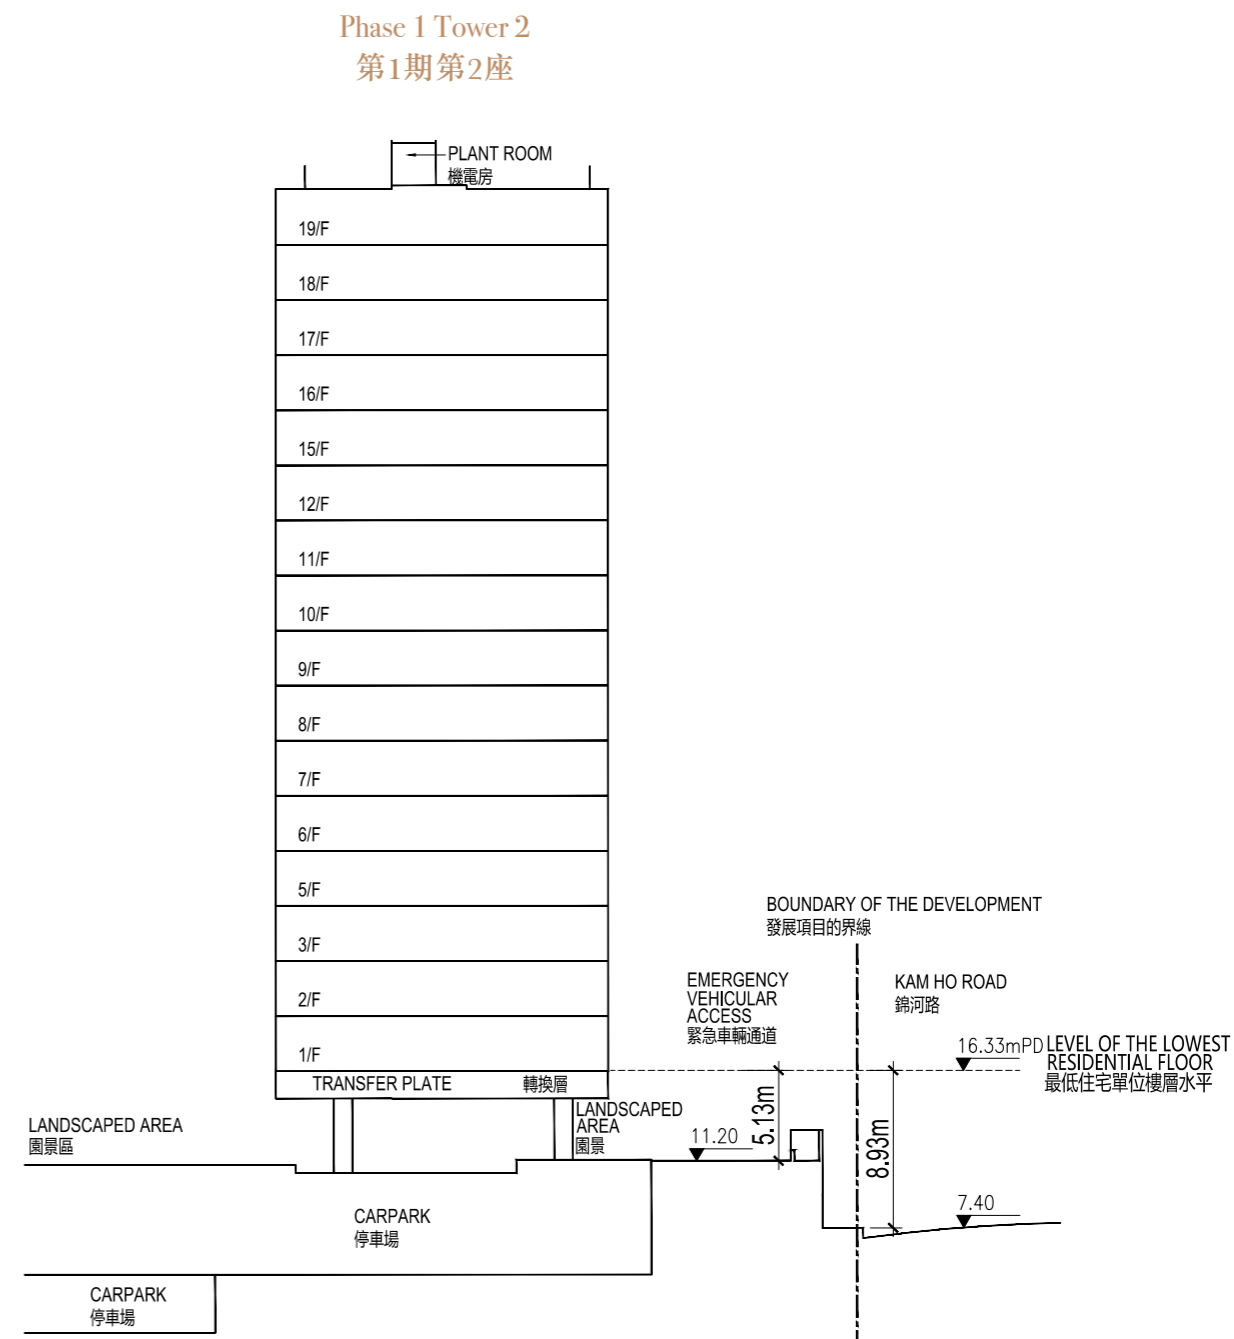 Phase 1 Tower 2
第1期第2座
PLANT ROOM
機電房
19/F
18/F
17/F
16/F
15/F
12/F
11/F
10/F
9/F
8/F
7/F
6/F
5/F
3/F
2/F
1/F
TRANSFER PLATE 轉換層
BOUNDARY OF THE DEVELOPMENT
發展項目的界線
EMERGENCY
VEHICULAR
ACCESS
緊急車輛通道
KAM HO ROAD
錦河路
16.33mPD
LEVEL OF THE LOWEST
RESIDENTIAL FLOOR
最低住宅單位樓層水平
LANDSCAPED AREA
園景區
LANDSCAPED
AREA
園景
11.20
5.13m
8.93m
7.40
CARPARK
停車場
CARPARK
停車場